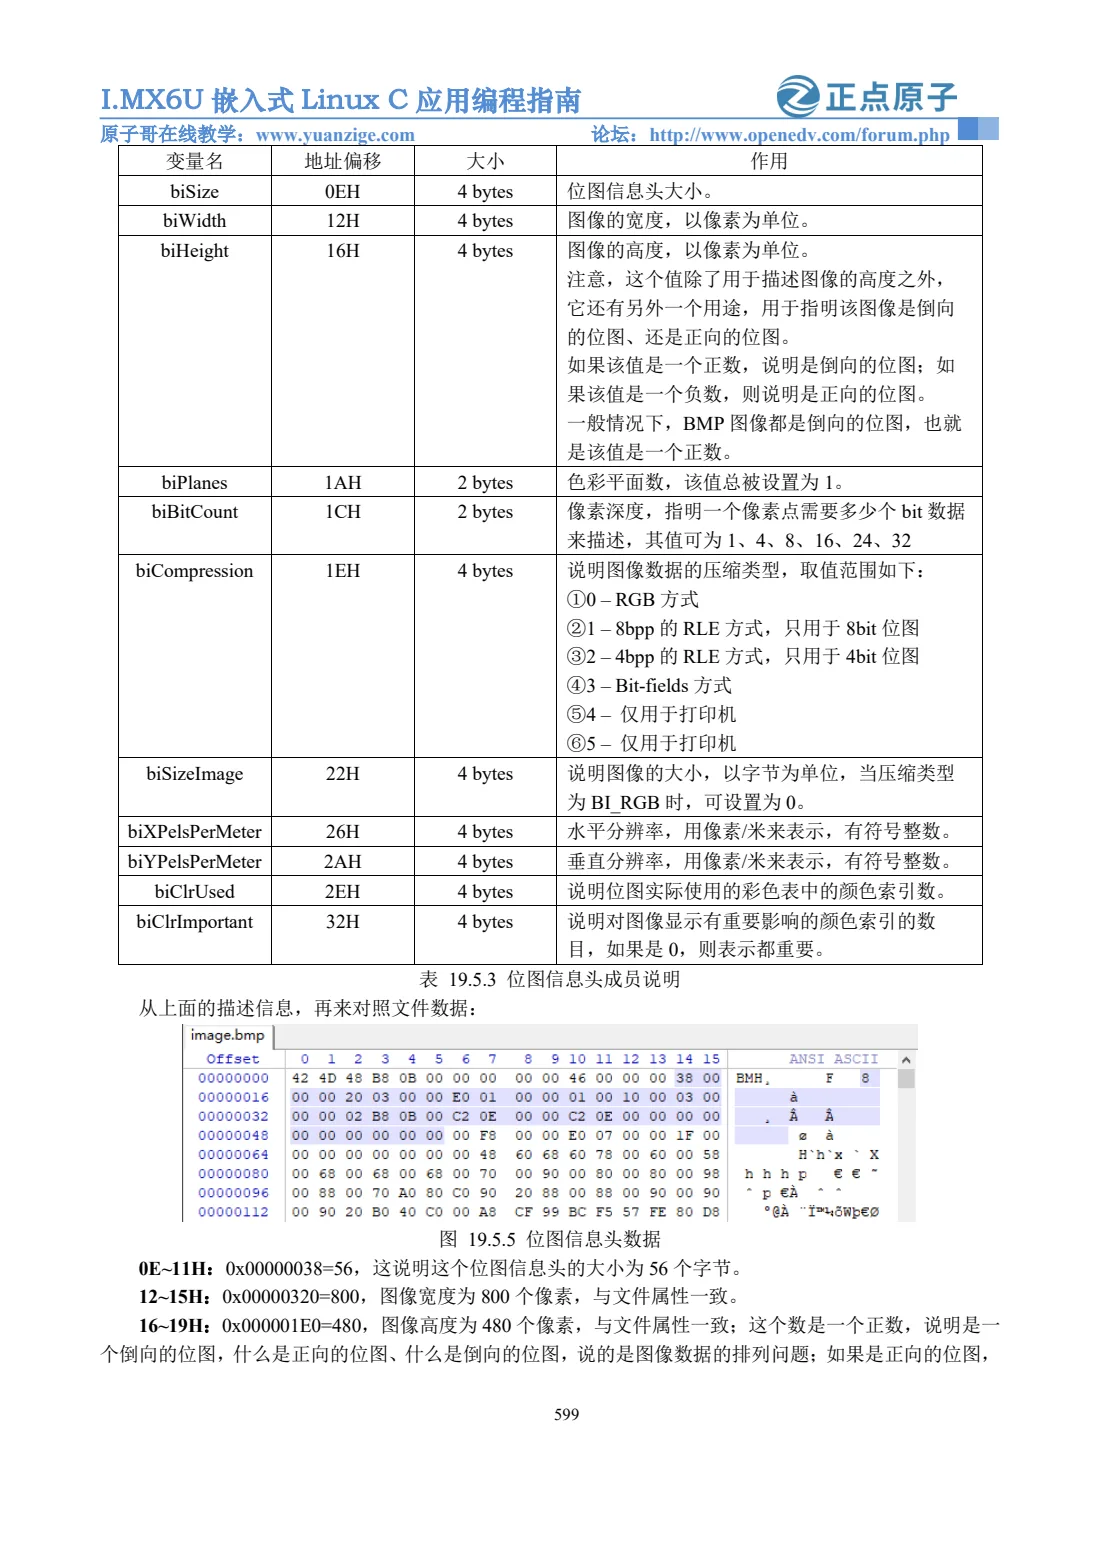 I.MX6U 嵌入式 Linux C 应用编程指南
正点原子
原子哥在线教学：www.yuanzige.com 论坛：http://www.openedv.com/forum.php
变量名 地址偏移 大小 作用
biSize 0EH 4 bytes 位图信息头大小。
biWidth 12H 4 bytes 图像的宽度，以像素为单位。
biHeight 16H 4 bytes 图像的高度，以像素为单位。
注意，这个值除了用于描述图像的高度之外，
它还有另外一个用途，用于指明该图像是倒向
的位图、还是正向的位图。
如果该值是一个正数，说明是倒向的位图；如
果该值是一个负数，则说明是正向的位图。
一般情况下，BMP 图像都是倒向的位图，也就
是该值是一个正数。
biPlanes 1AH 2 bytes 色彩平面数，该值总被设置为 1。
biBitCount 1CH 2 bytes 像素深度，指明一个像素点需要多少个 bit 数据
来描述，其值可为 1、4、8、16、24、32
biCompression 1EH 4 bytes 说明图像数据的压缩类型，取值范围如下：
①0 – RGB 方式
②1 – 8bpp 的 RLE 方式，只用于 8bit 位图
③2 – 4bpp 的 RLE 方式，只用于 4bit 位图
④3 – Bit-fields 方式
⑤4 – 仅用于打印机
⑥5 – 仅用于打印机
biSizeImage 22H 4 bytes 说明图像的大小，以字节为单位，当压缩类型
为 BI_RGB 时，可设置为 0。
biXPelsPerMeter 26H 4 bytes 水平分辨率，用像素/米来表示，有符号整数。
biYPelsPerMeter 2AH 4 bytes 垂直分辨率，用像素/米来表示，有符号整数。
biClrUsed 2EH 4 bytes 说明位图实际使用的彩色表中的颜色索引数。
biClrImportant 32H 4 bytes 说明对图像显示有重要影响的颜色索引的数
目，如果是 0，则表示都重要。
表 19.5.3 位图信息头成员说明
从上面的描述信息，再来对照文件数据：
image.bmp
Offset 0 1 2 3 4 5 6 7 8 9 10 11 12 13 14 15 ANSI ASCII
00000000 42 4D 48 B8 0B 00 00 00 00 00 46 00 00 00 38 00 BMH¸ F 8
00000016 00 00 20 03 00 00 E0 01 00 00 01 00 10 00 03 00 à
00000032 00 00 02 B8 0B 00 C2 0E 00 00 C2 0E 00 00 00 00 ¸ Â Â
00000048 00 00 00 00 00 00 00 F8 00 00 E0 07 00 00 1F 00 ø à
00000064 00 00 00 00 00 00 00 48 60 68 60 78 00 60 00 58 H`h`x ` X
00000080 00 68 00 68 00 68 00 70 00 90 00 80 00 80 00 98 h h h p € € ˜
00000096 00 88 00 70 A0 80 C0 90 20 88 00 88 00 90 00 90 ˆ p €À ˆ ˆ
00000112 00 90 20 B0 40 C0 00 A8 CF 99 BC F5 57 FE 80 D8 °@À ¨Ï™¼õWþ€Ø
图 19.5.5 位图信息头数据
0E~11H：0x00000038=56，这说明这个位图信息头的大小为 56 个字节。
12~15H：0x00000320=800，图像宽度为 800 个像素，与文件属性一致。
16~19H：0x000001E0=480，图像高度为 480 个像素，与文件属性一致；这个数是一个正数，说明是一
个倒向的位图，什么是正向的位图、什么是倒向的位图，说的是图像数据的排列问题；如果是正向的位图，
599